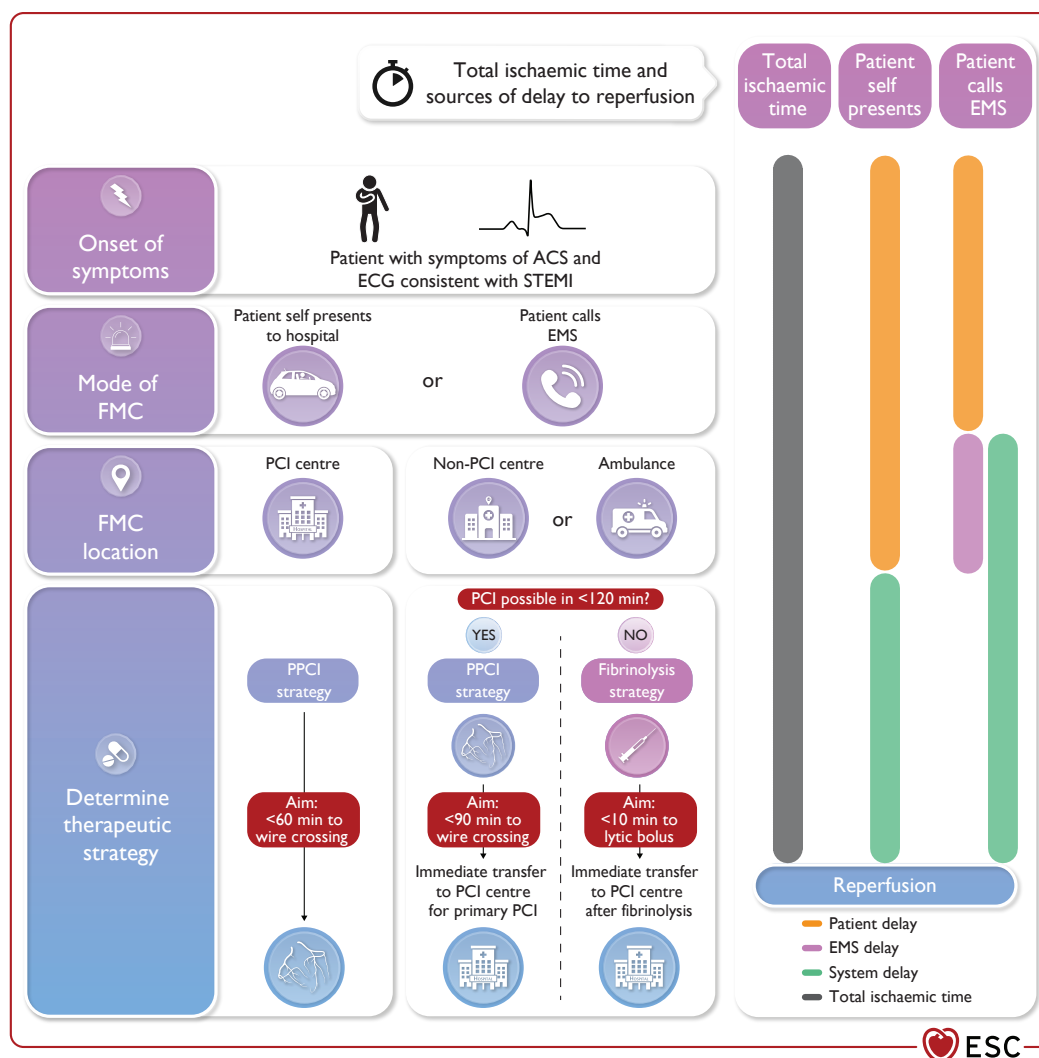 Total ischaemic time and
sources of delay to reperfusion
Total
ischaemic
time
Patient
self
presents
Patient
calls
EMS
Onset of
symptoms
Patient with symptoms of ACS and
ECG consistent with STEMI
Mode of
FMC
Patient self presents
to hospital
or
Patient calls
EMS
FMC
location
PCI centre
HOSPITAL
Non-PCI centre
or
Ambulance
Determine
therapeutic
strategy
PPCI
strategy
Aim:
<60 min to
wire crossing
PCI possible in <120 min?
YES
PPCI
strategy
Aim:
<90 min to
wire crossing
Immediate transfer
to PCI centre
for primary PCI
HOSPITAL
NO
Fibrinolysis
strategy
Aim:
<10 min to
lytic bolus
Immediate transfer
to PCI centre
after fibrinolysis
HOSPITAL
Reperfusion
Patient delay
EMS delay
System delay
Total ischaemic time
ESC